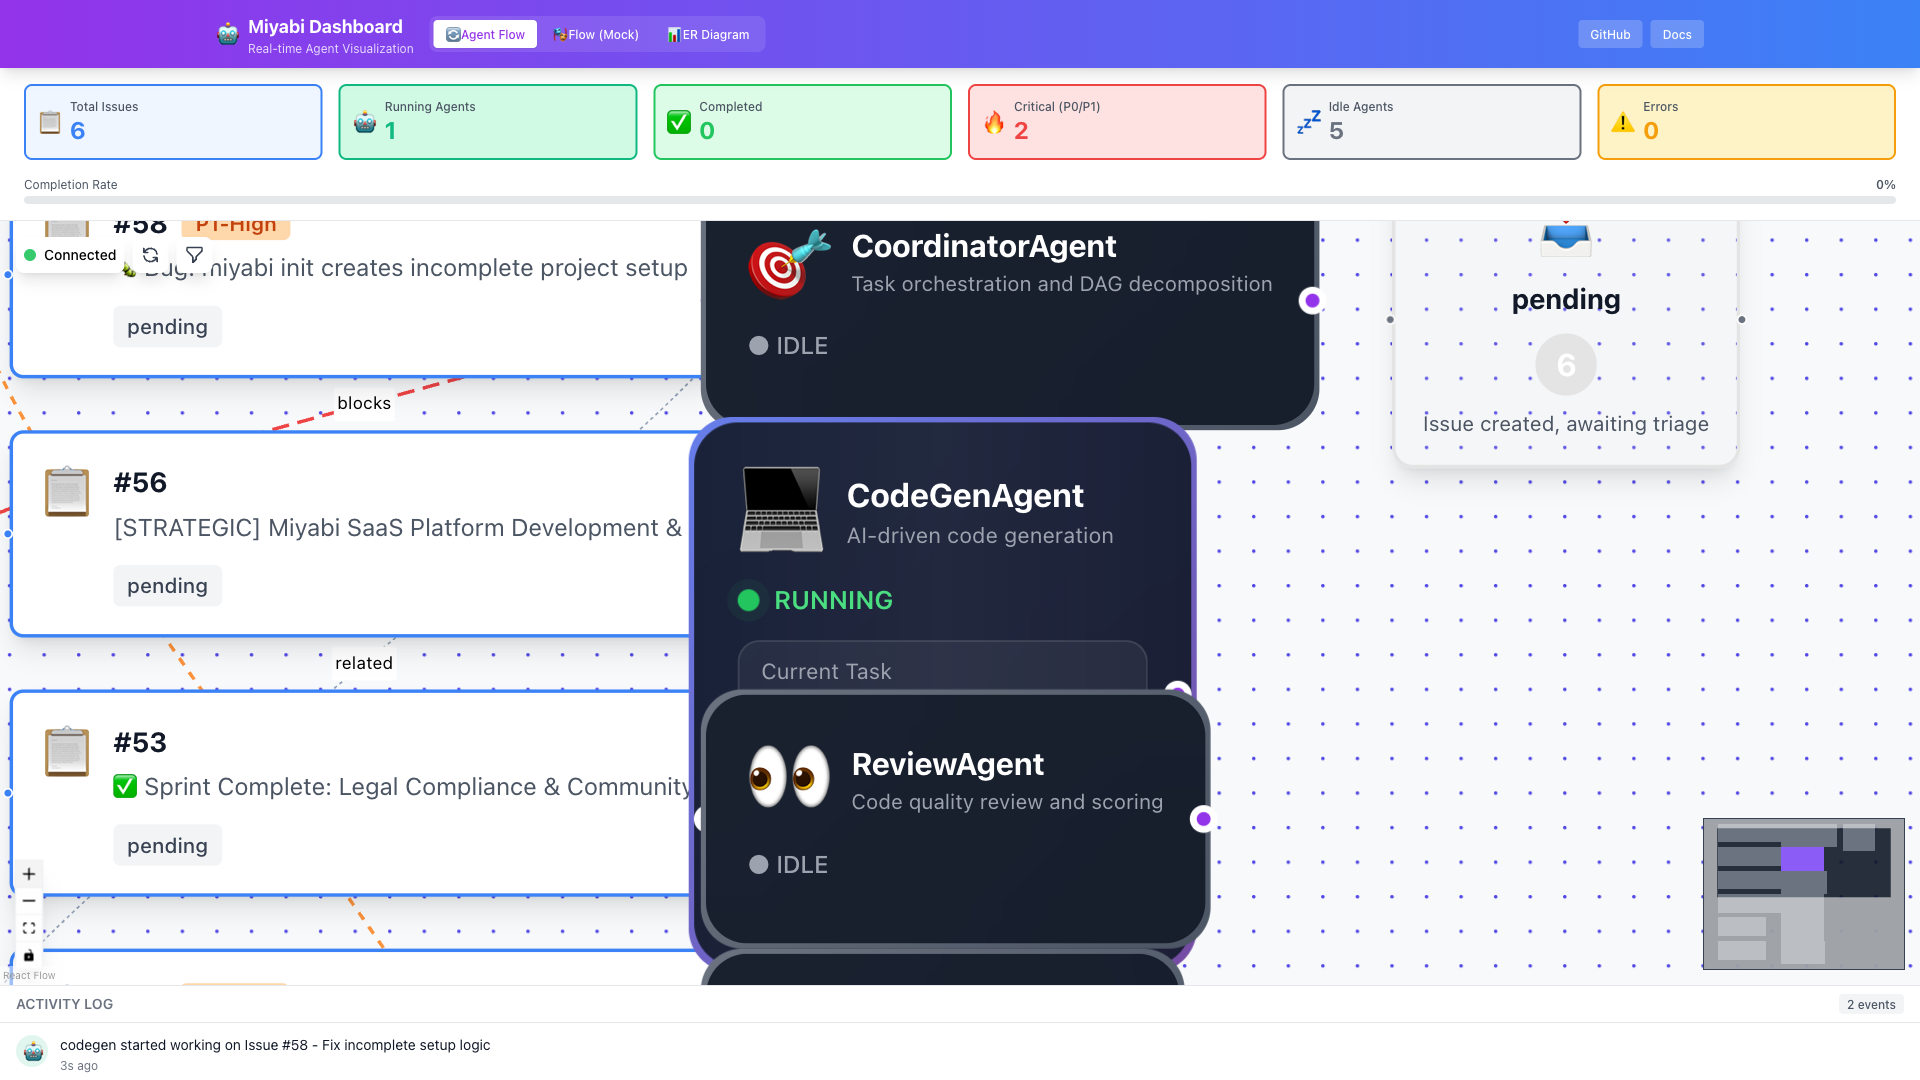 Miyabi Dashboard
Real-time Agent Visualization
Agent Flow
Flow (Mock)
ER Diagram
GitHub
Docs
Total Issues
6
Running Agents
1
Completed
0
Critical (P0/P1)
2
Idle Agents
5
Errors
0
Completion Rate
0%
#58
P1-High
Connected
Bug: miyabi init creates incomplete project setup
pending
blocks
#56
[STRATEGIC] Miyabi SaaS Platform Development &
pending
related
#53
✅ Sprint Complete: Legal Compliance & Community
pending
CoordinatorAgent
Task orchestration and DAG decomposition
IDLE
CodeGenAgent
AI-driven code generation
RUNNING
Current Task
ReviewAgent
Code quality review and scoring
IDLE
pending
6
Issue created, awaiting triage
React Flow
ACTIVITY LOG
2 events
codegen started working on Issue #58 - Fix incomplete setup logic
3s ago